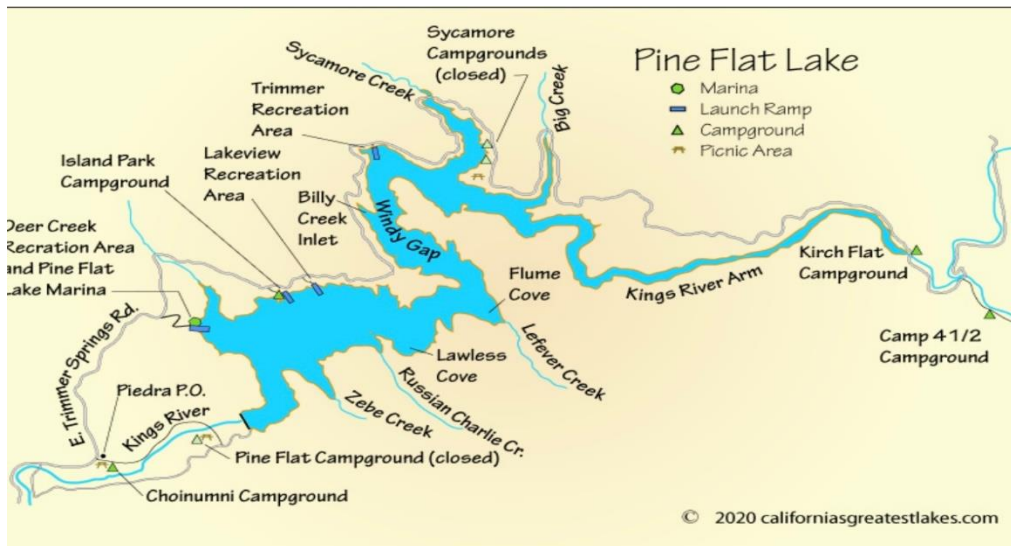 Pine Flat Lake
Marina
Launch Ramp
Campground
Picnic Area
Sycamore
Campgrounds
(closed)
Sycamore Creek
Big Creek
Trimmer
Recreation
Area
Island Park
Campground
Lakeview
Recreation
Area
Billy
Creek
Inlet
Windy Gap
Deer Creek
Recration Area
and Pine Flat
Lake Marina
Flume
Cove
Kings River Arm
Kirch Flat
Campground
Camp 4 1/2
Campground
Lefever Creek
Lawless
Cove
Russian Charlie Cr.
Zebe Creek
E. Trimmer Springs Rd.
Piedra P.O.
Kings River
Pine Flat Campground (closed)
Choinumni Campground
© 2020 californiasgreatestlakes.com